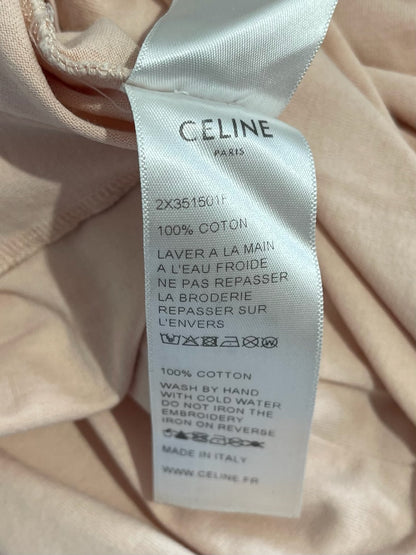 CELINE
PARIS
2X351501F
100% COTON
LAVER A LA MAIN
A L'EAU FROIDE
NE PAS REPASSER
LA BRODERIE
REPASSER SUR
L'ENVERS
100% COTTON
WASH BY HAND
WITH COLD WATER
DO NOT IRON THE
EMBROIDERY
IRON ON REVERSE
MADE IN ITALY
WWW.CELINE.FR